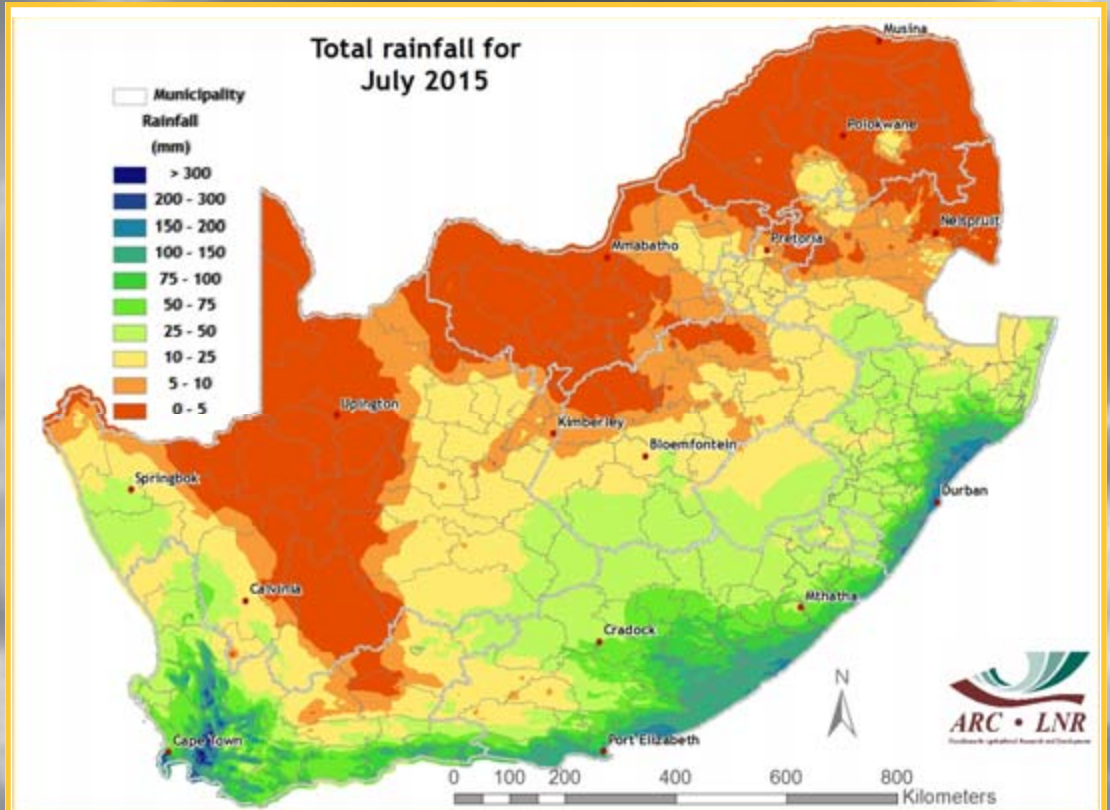 Total rainfall for
July 2015
Municipality
Rainfall
(mm)
> 300
200 - 300
150 - 200
100 - 150
75 - 100
50 - 75
25 - 50
10 - 25
5 - 10
0 - 5
Musina
Polokwane
Nelspruit
Pretoria
Mmabatho
Upington
Kimberley
Bloemfontein
Springbok
Durban
Calvinia
Mthatha
Cradock
Cape Town
Port Elizabeth
N
0 100 200 400 600 800
Kilometers
ARC • LNR